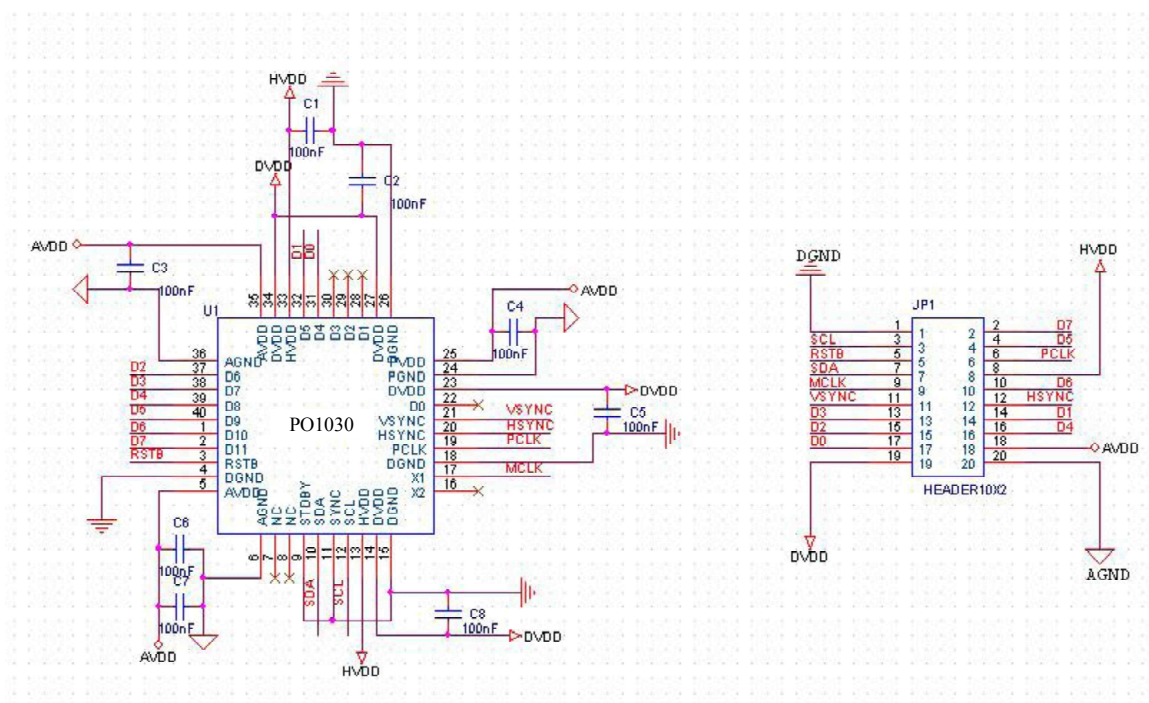 HVDD
C1
100nF
DVDD
C2
100nF
AVDD
C3
100nF
D1
D0
35 34 33 32 31 30 29 28 27 26
AVDD DVDD HVDD D5 D4 D3 D2 D1 DVDD DGND
U1
36 AGND
D2 37 D6
D3 38 D7
D4 39 D8
D5 40 D9
D6 1 D10
D7 2 D11
RSTB 3 RSTB
4 DGND
5 AVDD
PO1030
AVDD
C4
100nF
25
PGND 24
DVDD 23
DVDD
D0 22
VSYNC 21 VSYNC
HSYNC 20 HSYNC
PCLK 19 PCLK
DGND 18
X1 17 MCLK
X2 16
C5
100nF
AGND NC NC STDBY SDA SYNC SCL HVDD DVDD DGND
6 7 8 9 10 11 12 13 14 15
SDA
SCL
C6
100nF
C7
100nF
AVDD
HVDD
C8
100nF
DVDD
DGND
HVDD
JP1
1 1 2 2 D7
SCL 3 3 4 4 D5
RSTB 5 5 6 6 PCLK
SDA 7 7 8 8
MCLK 9 9 10 10 D6
VSYNC 11 11 12 12 HSYNC
D3 13 13 14 14 D1
D2 15 15 16 16 D4
D0 17 17 18 18 AVDD
19 19 20 20
HEADER10X2
DVDD
AGND